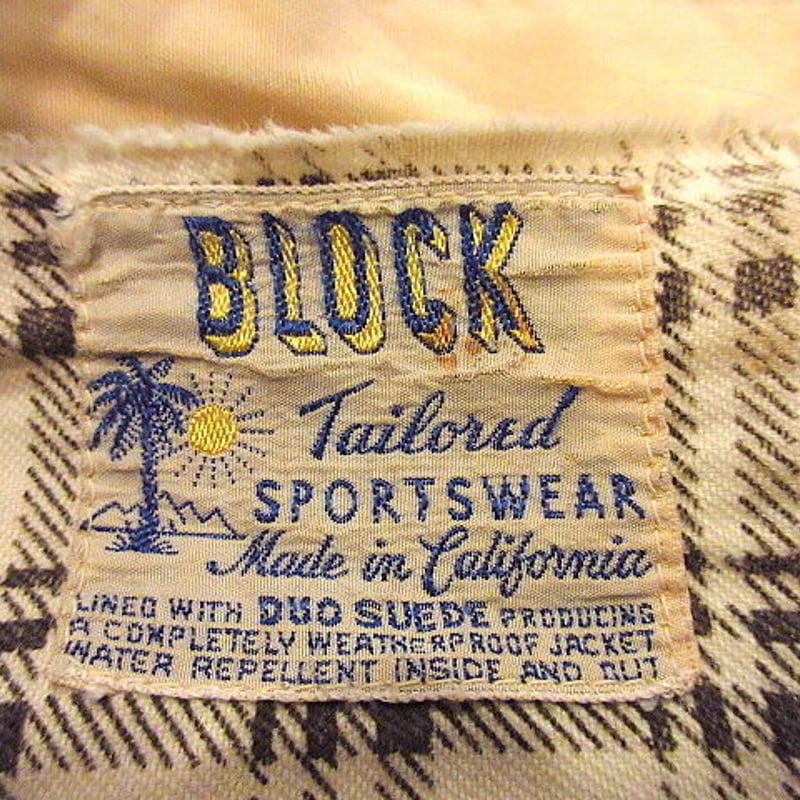 BLOCK
Tailored
SPORTSWEAR
Made in California
LINED WITH DUO SUEDE PRODUCING
A COMPLETELY WEATHERPROOF JACKET
WATER REPELLENT INSIDE AND OUT